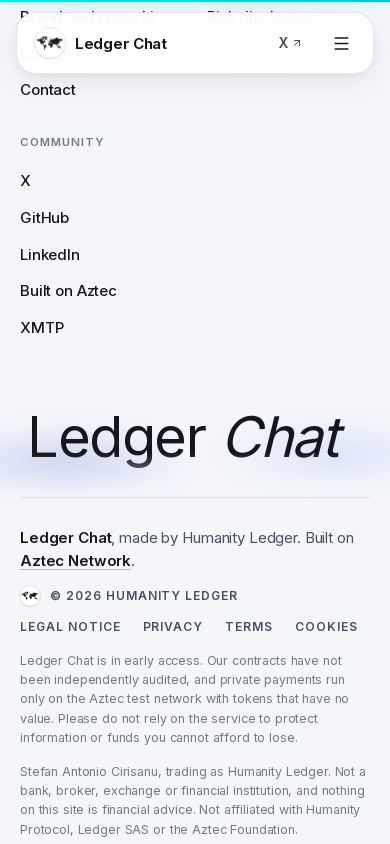 Ledger Chat
X
Contact
COMMUNITY
X
GitHub
LinkedIn
Built on Aztec
XMTP
Ledger Chat
Ledger Chat, made by Humanity Ledger. Built on
Aztec Network.
© 2026 HUMANITY LEDGER
LEGAL NOTICE PRIVACY TERMS COOKIES
Ledger Chat is in early access. Our contracts have not
been independently audited, and private payments run
only on the Aztec test network with tokens that have no
value. Please do not rely on the service to protect
information or funds you cannot afford to lose.
Stefan Antonio Cirisanu, trading as Humanity Ledger. Not a
bank, broker, exchange or financial institution, and nothing
on this site is financial advice. Not affiliated with Humanity
Protocol, Ledger SAS or the Aztec Foundation.